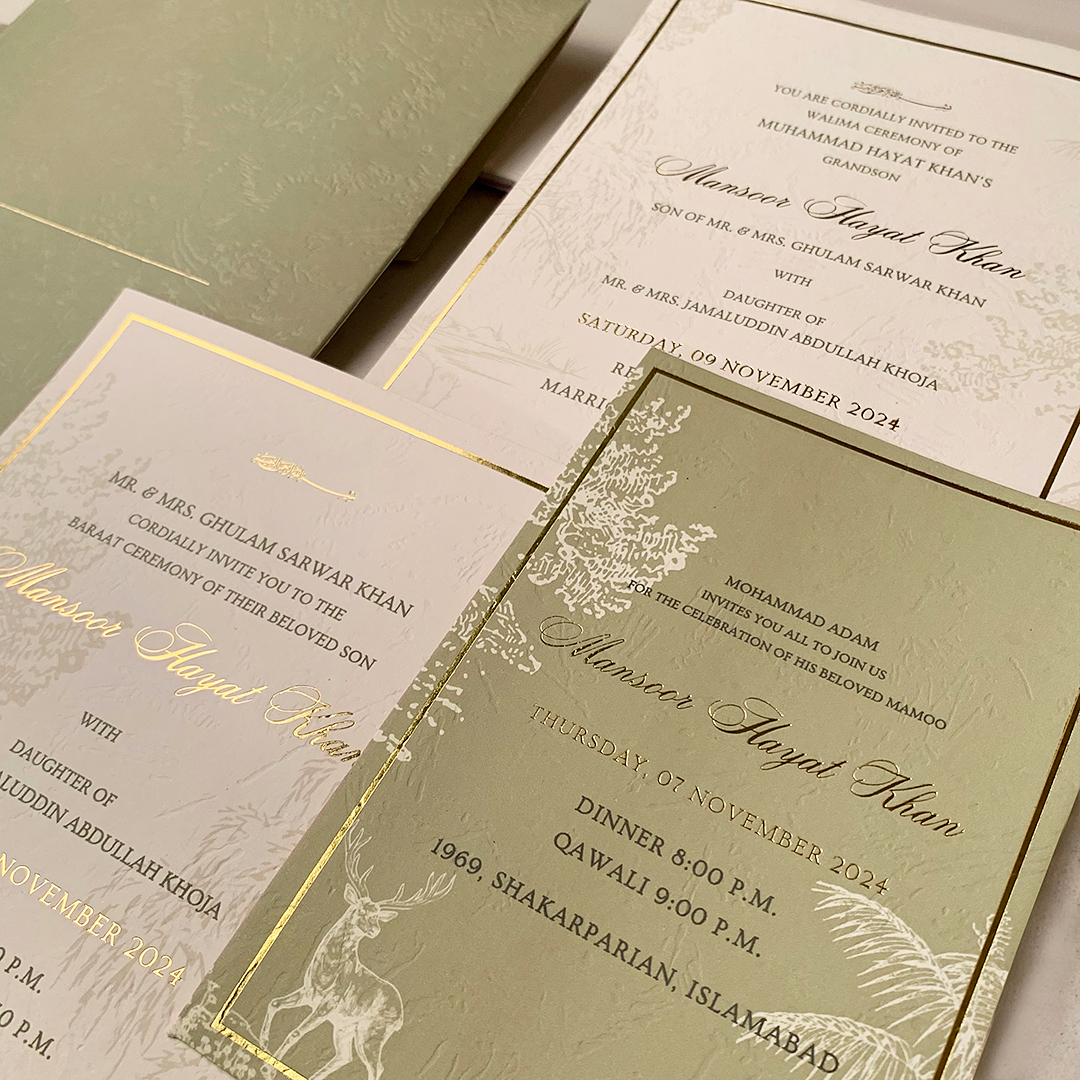 YOU ARE CORDIALLY INVITED TO THE
WALIMA CEREMONY OF
MUHAMMAD HAYAT KHAN'S
GRANDSON
Mansoor Hayat Khan
SON OF MR. & MRS. GHULAM SARWAR KHAN
WITH
DAUGHTER OF
MR. & MRS. JAMALUDDIN ABDULLAH KHOJA
SATURDAY, 09 NOVEMBER 2024
MR. & MRS. GHULAM SARWAR KHAN
CORDIALLY INVITE YOU TO THE
BARAAT CEREMONY OF THEIR BELOVED SON
Mansoor Hayat Khan
WITH
DAUGHTER OF
ABDULLAH KHOJA
NOVEMBER 2024
P.M.
P.M.
MOHAMMAD ADAM
INVITES YOU ALL TO JOIN US
FOR THE CELEBRATION OF HIS BELOVED MAMOO
Mansoor Hayat Khan
THURSDAY, 07 NOVEMBER 2024
DINNER 8:00 P.M.
QAWALI 9:00 P.M.
1969, SHAKARPARIAN, ISLAMABAD